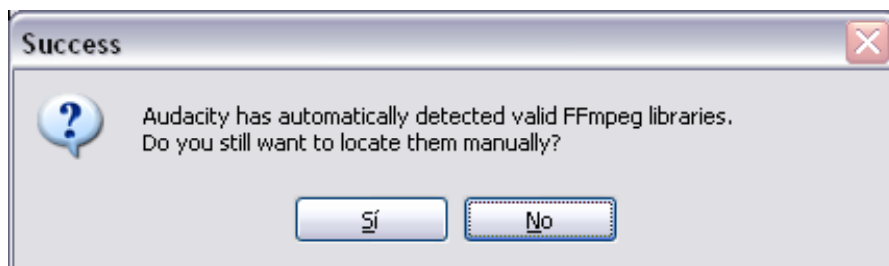 Success
Audacity has automatically detected valid FFmpeg libraries.
Do you still want to locate them manually?
Sí
No